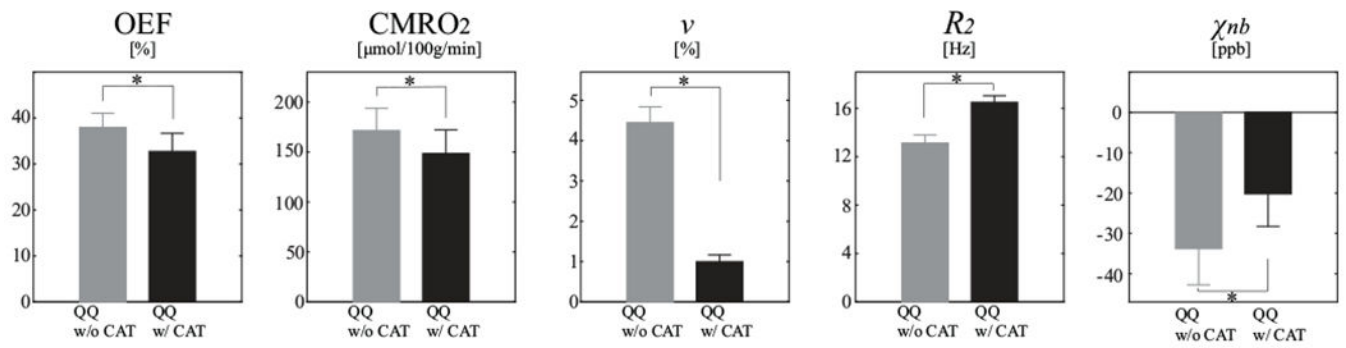 OEF
[%]
*
40
30
20
10
0
QQ
w/o CAT
QQ
w/ CAT
CMRO2
[μmol/100g/min]
*
200
150
100
50
0
QQ
w/o CAT
QQ
w/ CAT
v
[%]
*
5
4
3
2
1
0
QQ
w/o CAT
QQ
w/ CAT
R2
[Hz]
*
16
12
8
4
0
QQ
w/o CAT
QQ
w/ CAT
χnb
[ppb]
0
-10
-20
-30
-40
*
QQ
w/o CAT
QQ
w/ CAT